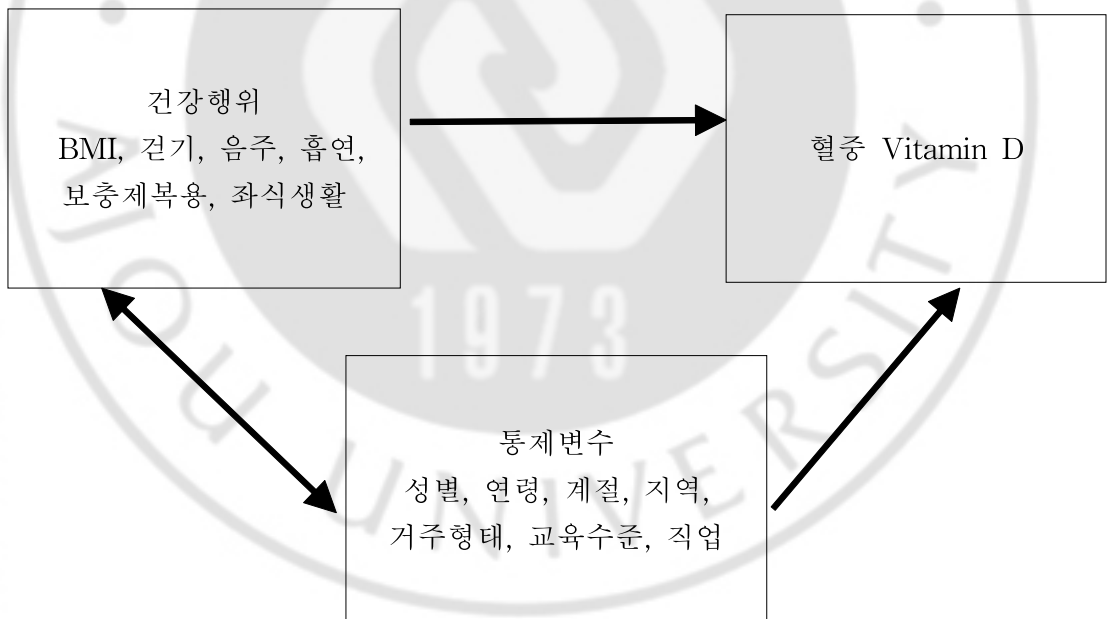 건강행위
BMI, 걷기, 음주, 흡연,
보충제복용, 좌식생활
혈중 Vitamin D
통제변수
성별, 연령, 계절, 지역,
거주형태, 교육수준, 직업
1973
AJOU UNIVERSITY